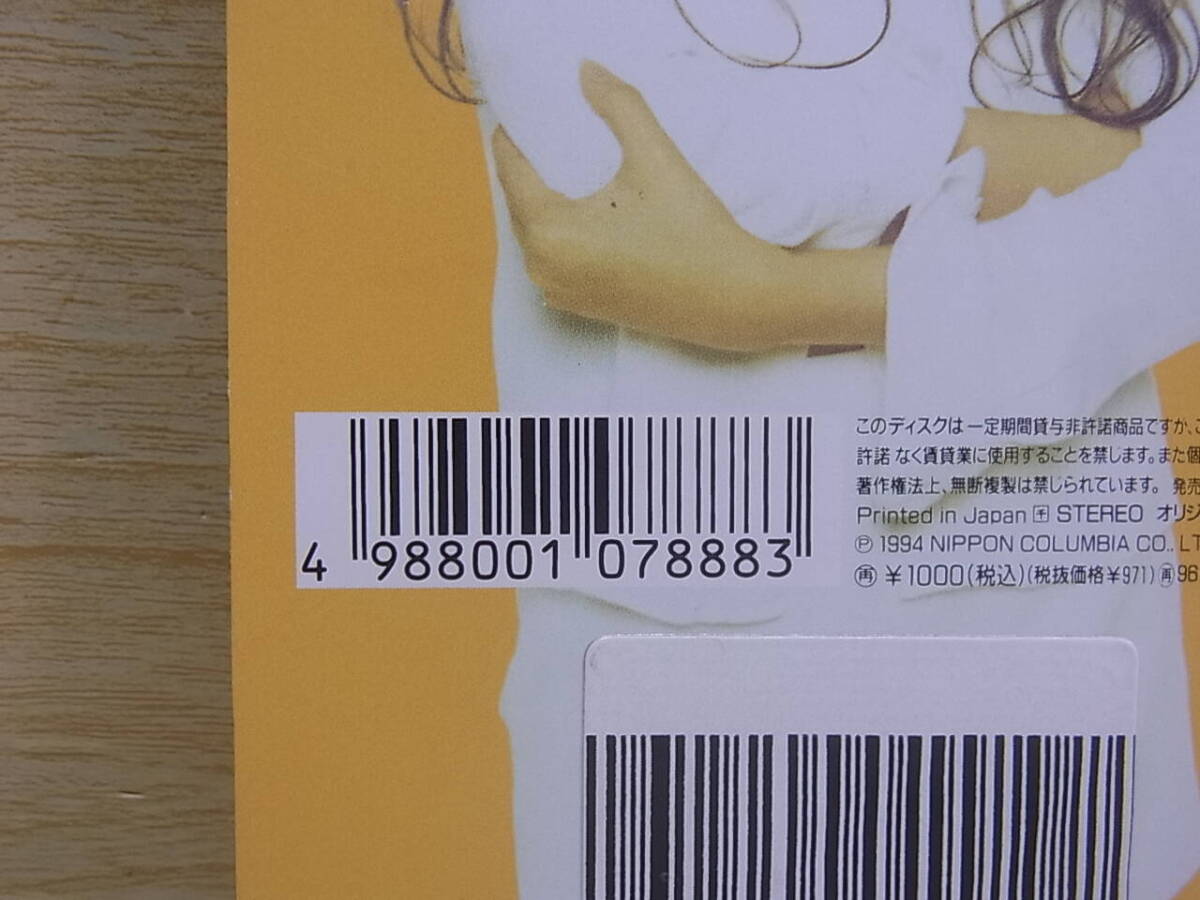 このディスクは一定期間貸与非許諾商品ですが、こ
許諾なく賃貸業に使用することを禁じます。また個
著作権法上、無断複製は禁じられています。 発売
Printed in Japan STEREO オリジ
Ⓟ 1994 NIPPON COLUMBIA CO., LT
㊢ ¥1000(税込)(税抜価格¥971) 96.
4 988001 078883